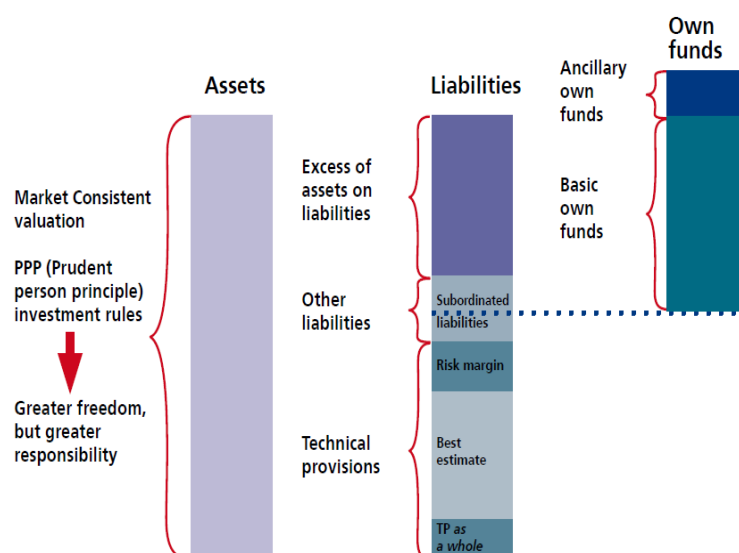 Assets
Market Consistent
valuation
PPP (Prudent
person principle)
investment rules
Greater freedom,
but greater
responsibility
Liabilities
Excess of
assets on
liabilities
Other
liabilities
Technical
provisions
Subordinated
liabilities
Risk margin
Best
estimate
TP as
a whole
Own
funds
Ancillary
own
funds
Basic
own
funds